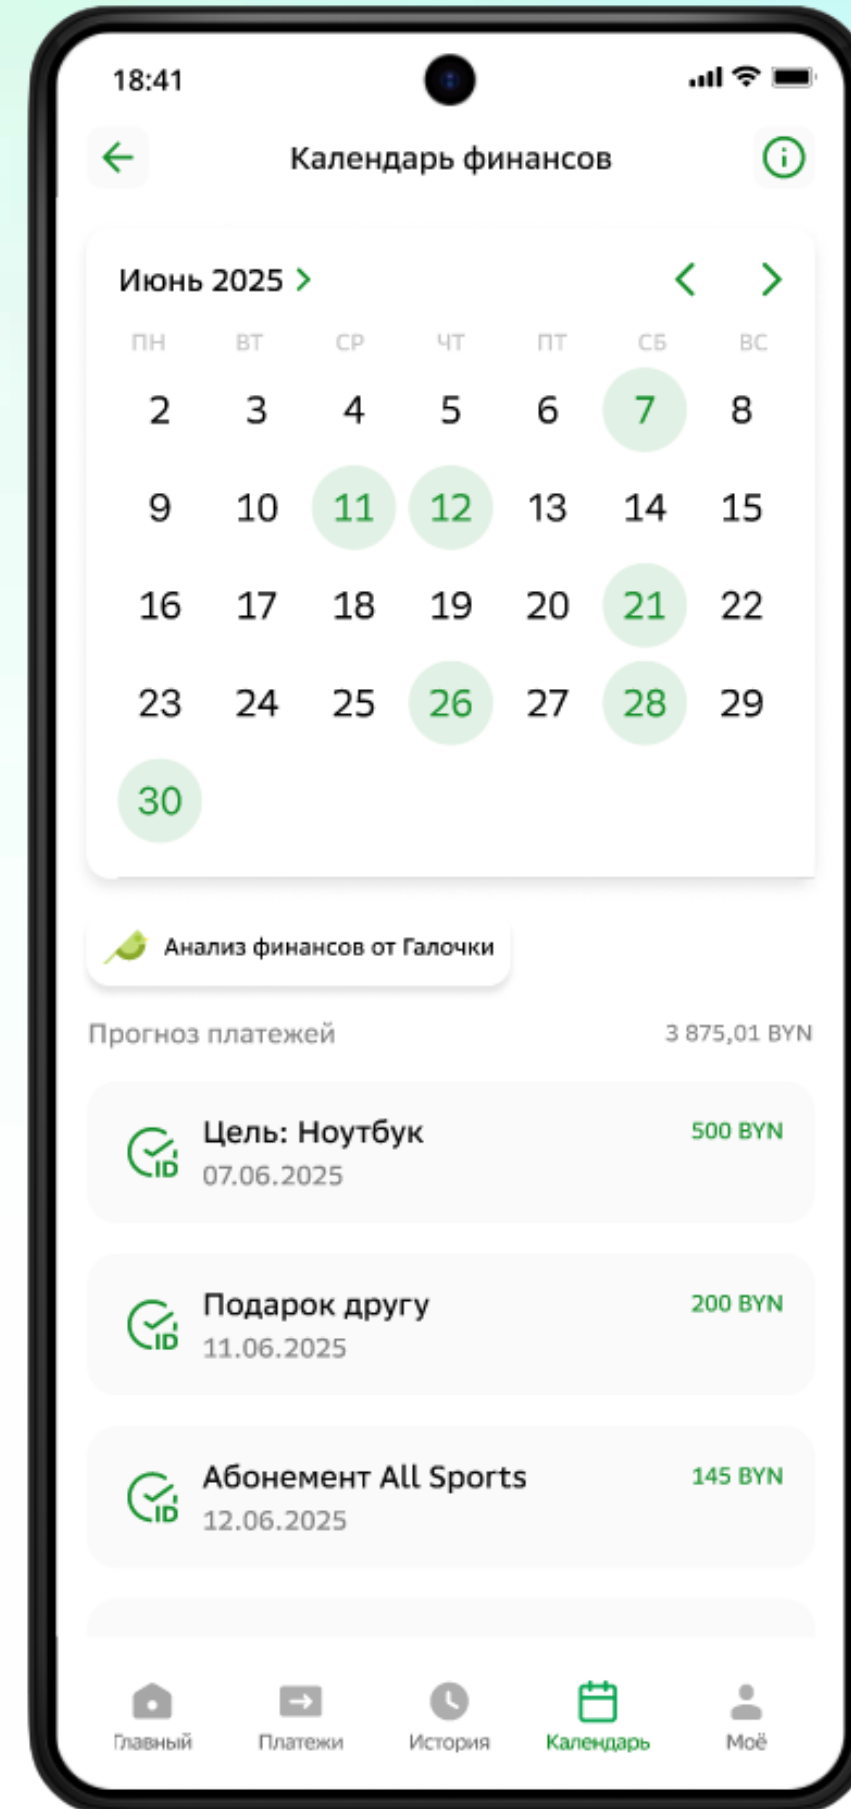 18:41
Календарь финансов
Июнь 2025
ПН ВТ СР ЧТ ПТ СБ ВС
2 3 4 5 6 7 8
9 10 11 12 13 14 15
16 17 18 19 20 21 22
23 24 25 26 27 28 29
30
Анализ финансов от Галочки
Прогноз платежей 3 875,01 BYN
Цель: Ноутбук 500 BYN
ID 07.06.2025
Подарок другу 200 BYN
ID 11.06.2025
Абонемент All Sports 145 BYN
ID 12.06.2025
Главный Платежи История Календарь Моё